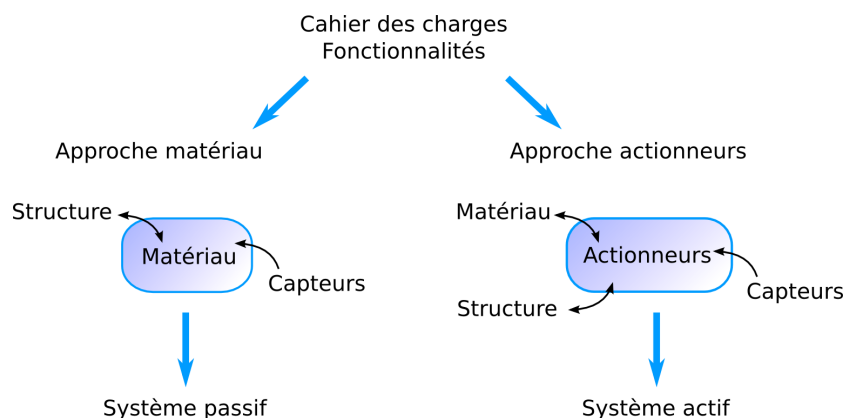 Cahier des charges
Fonctionnalités
Approche matériau
Approche actionneurs
Structure
Matériau
Capteurs
Matériau
Actionneurs
Structure
Capteurs
Système passif
Système actif